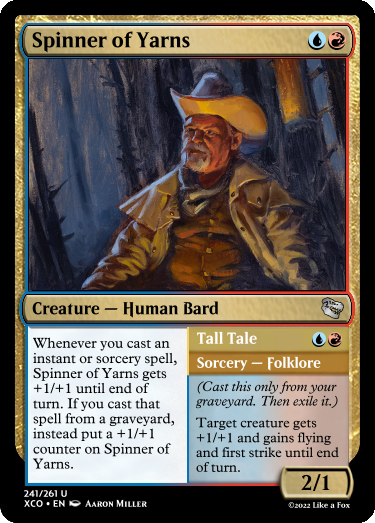 Spinner of Yarns
Creature — Human Bard
Whenever you cast an
instant or sorcery spell,
Spinner of Yarns gets
+1/+1 until end of
turn. If you cast that
spell from a graveyard,
instead put a +1/+1
counter on Spinner of
Yarns.
Tall Tale
Sorcery — Folklore
(Cast this only from your
graveyard. Then exile it.)
Target creature gets
+1/+1 and gains flying
and first strike until end
of turn.
2/1
241/261 U
XCO • EN Aaron Miller
©2022 Like a Fox